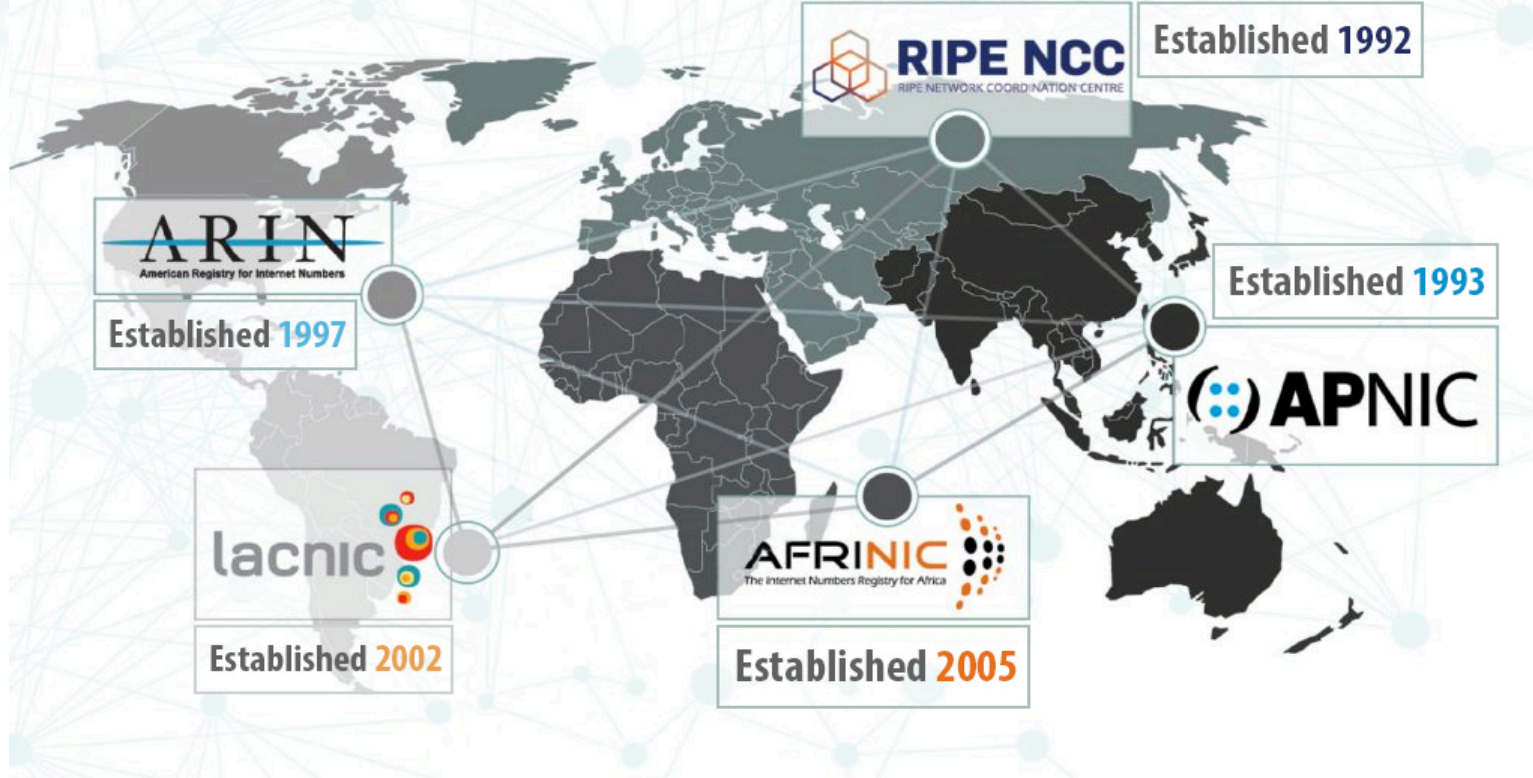 RIPE NCC
RIPE NETWORK COORDINATION CENTRE
Established 1992
ARIN
American Registry for Internet Numbers
Established 1997
Established 1993
APNIC
lacnic
Established 2002
AFRINIC
The Internet Numbers Registry for Africa
Established 2005